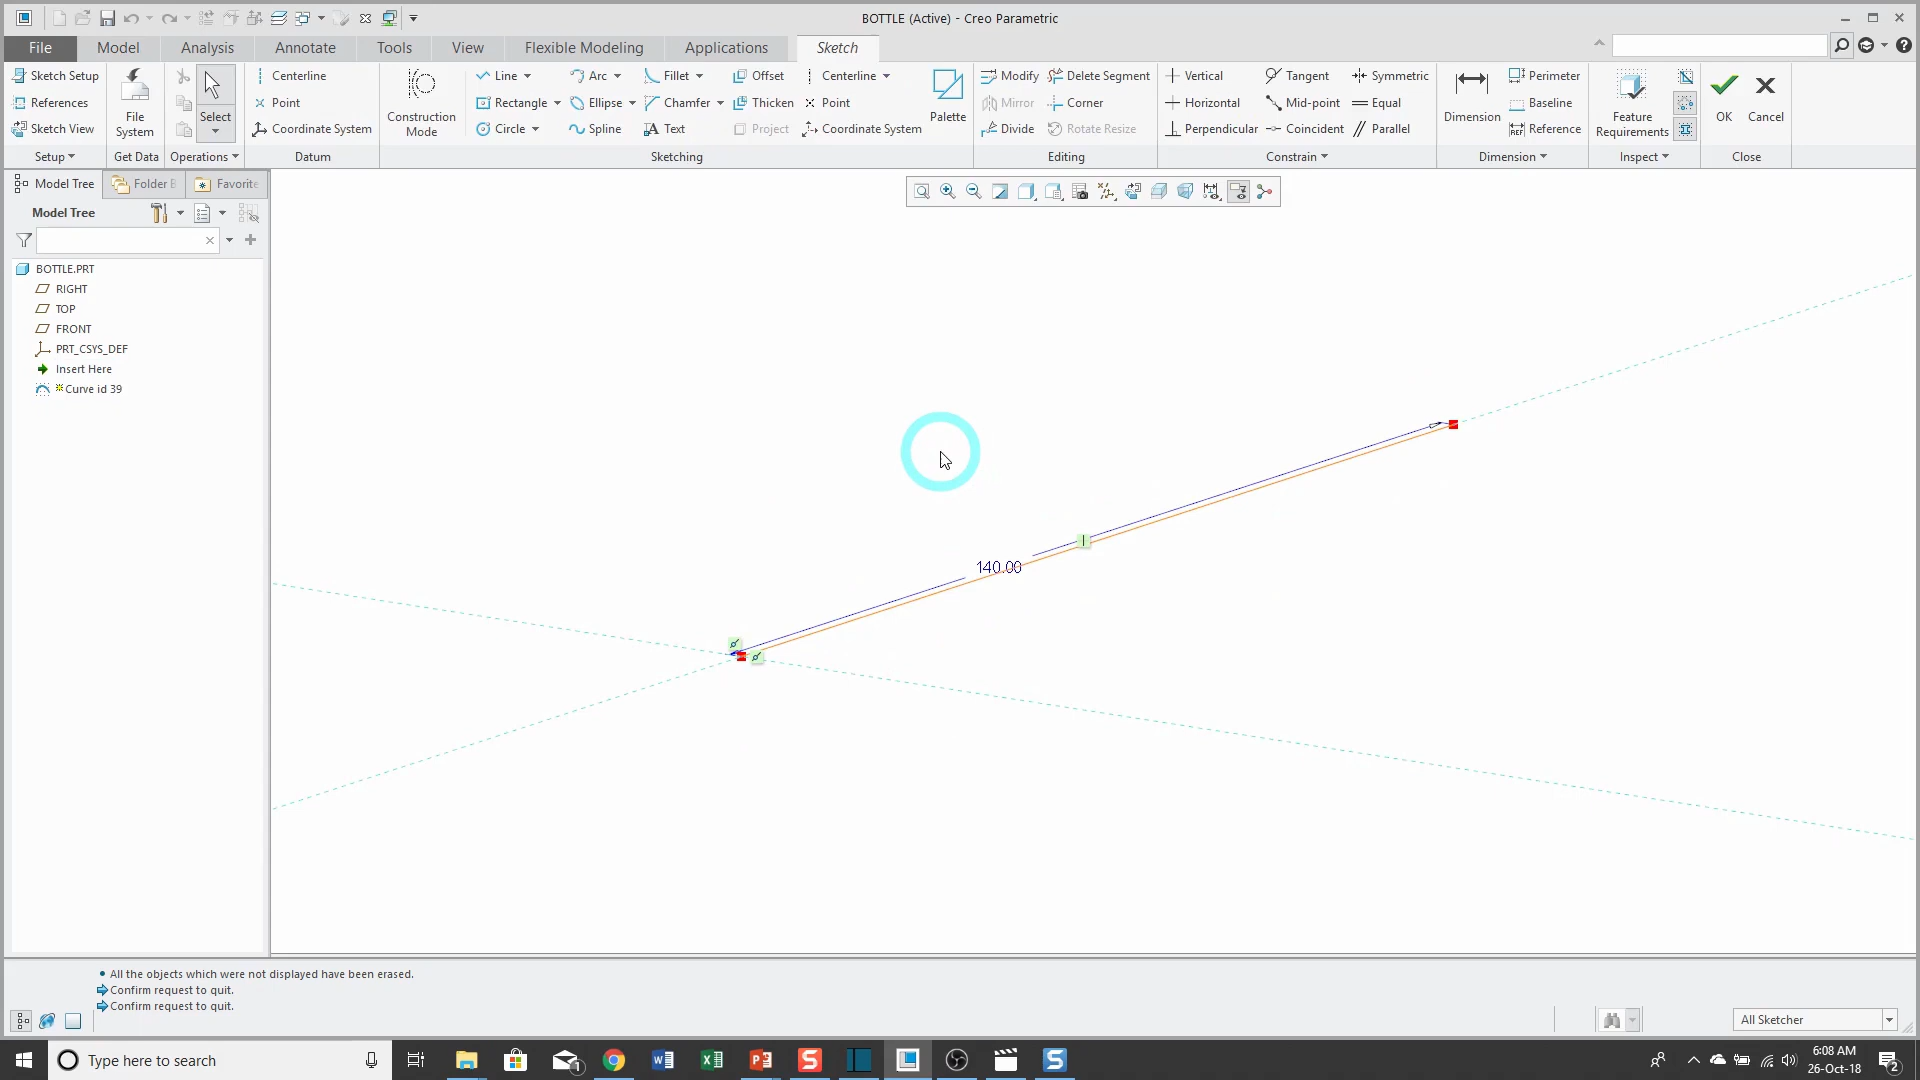 BOTTLE (Active) - Creo Parametric
File Model Analysis Annotate Tools View Flexible Modeling Applications Sketch
Sketch Setup
References
Sketch View
Setup
File System
Get Data
Select
Operations
Centerline
Point
Coordinate System
Datum
Construction Mode
Line Arc Fillet Offset Centerline
Rectangle Ellipse Chamfer Thicken Point
Circle Spline Text Project Coordinate System
Palette
Sketching
Modify Delete Segment
Mirror Corner
Divide Rotate Resize
Editing
Vertical Tangent Symmetric
Horizontal Mid-point Equal
Perpendicular Coincident Parallel
Constrain
Dimension
Perimeter
Baseline
Reference
Dimension
Feature Requirements
Inspect
OK Cancel
Close
Model Tree Folder B Favorite
Model Tree
BOTTLE.PRT
RIGHT
TOP
FRONT
PRT_CSYS_DEF
Insert Here
Curve id 39
140.00
All the objects which were not displayed have been erased.
Confirm request to quit.
Confirm request to quit.
All Sketcher
Type here to search
6:08 AM
26-Oct-18